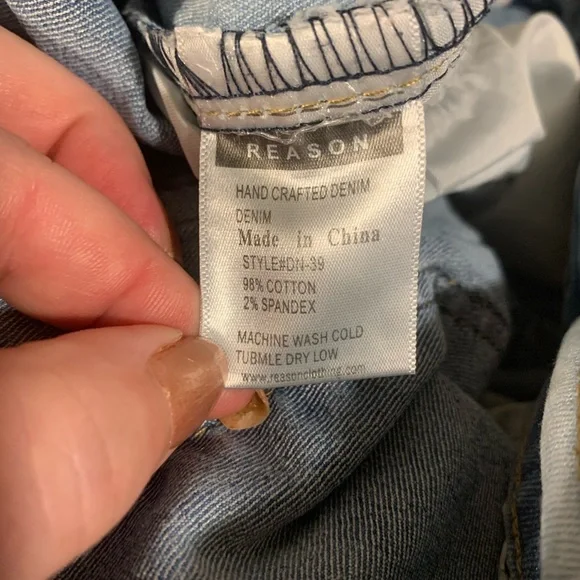 REASON
HAND CRAFTED DENIM
DENIM
Made in China
STYLE#DN-39
98% COTTON
2% SPANDEX
MACHINE WASH COLD
TUBMLE DRY LOW
www.reasonclothing.com